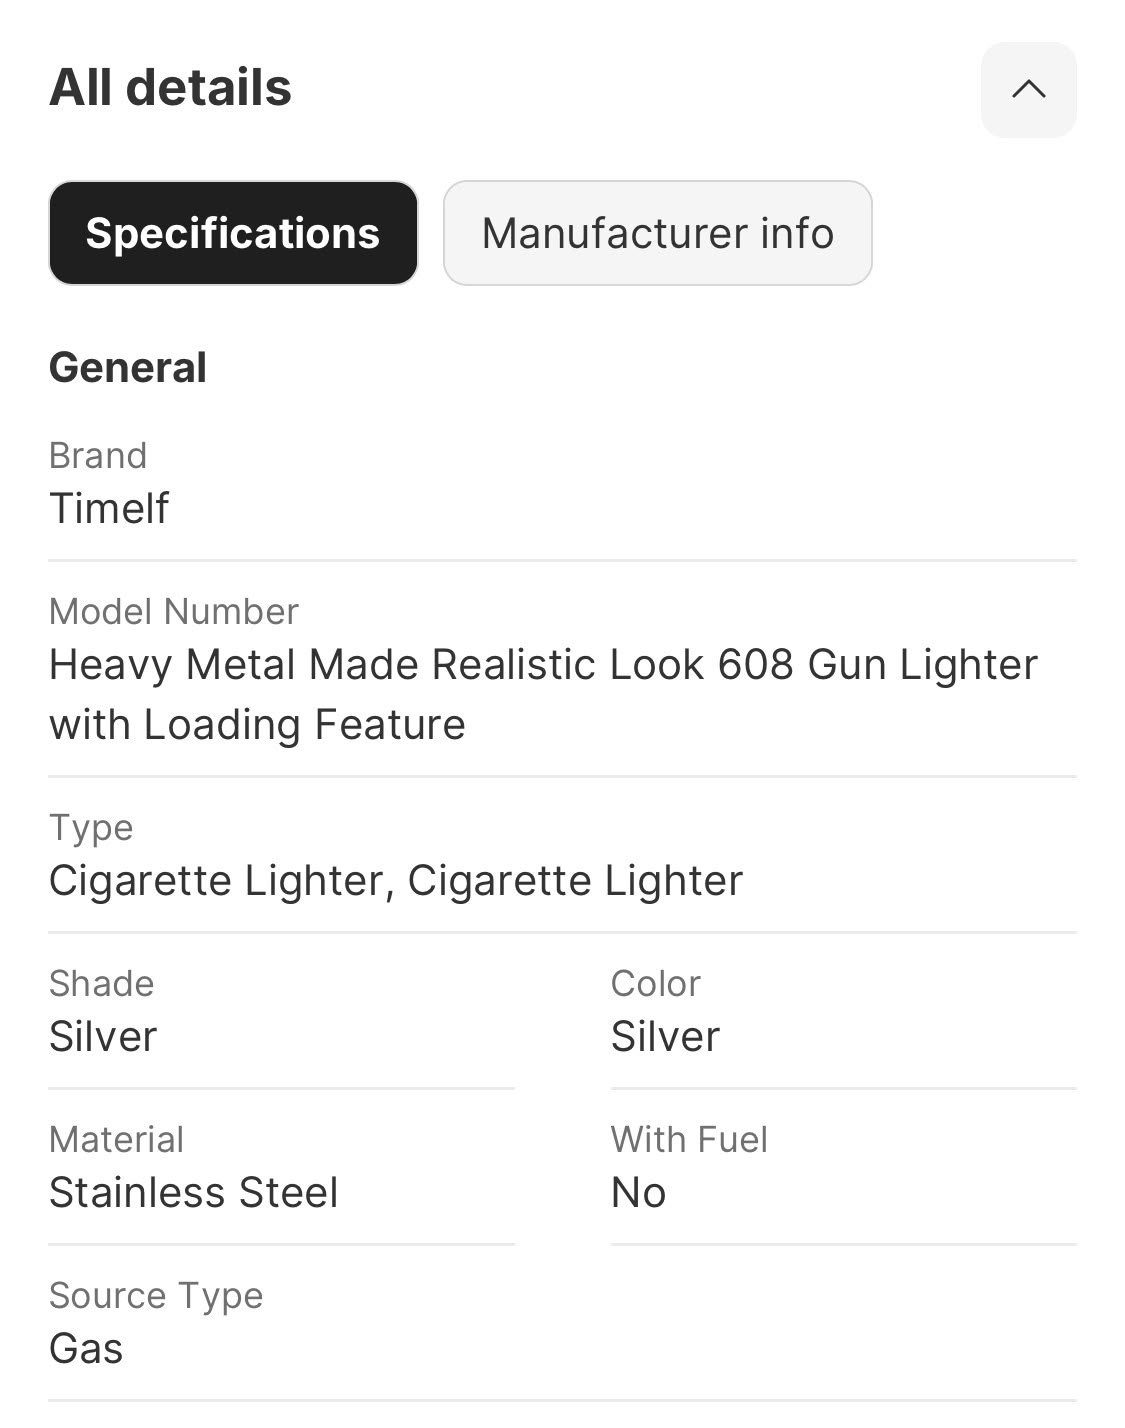 All details
Specifications
Manufacturer info
General
Brand
Timelf
Model Number
Heavy Metal Made Realistic Look 608 Gun Lighter
with Loading Feature
Type
Cigarette Lighter, Cigarette Lighter
Shade
Silver
Color
Silver
Material
Stainless Steel
With Fuel
No
Source Type
Gas